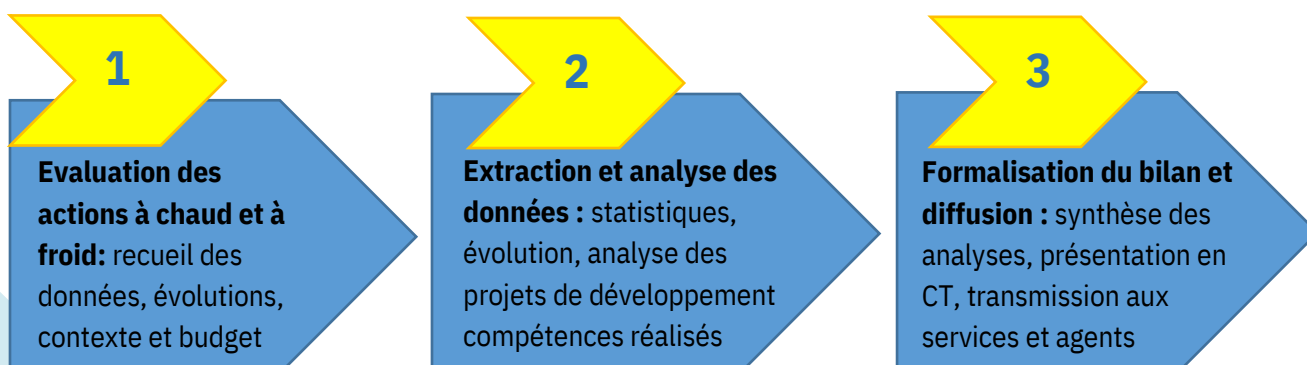 1
Evaluation des
actions à chaud et à
froid: recueil des
données, évolutions,
contexte et budget
2
Extraction et analyse des
données : statistiques,
évolution, analyse des
projets de développement
compétences réalisés
3
Formalisation du bilan et
diffusion : synthèse des
analyses, présentation en
CT, transmission aux
services et agents